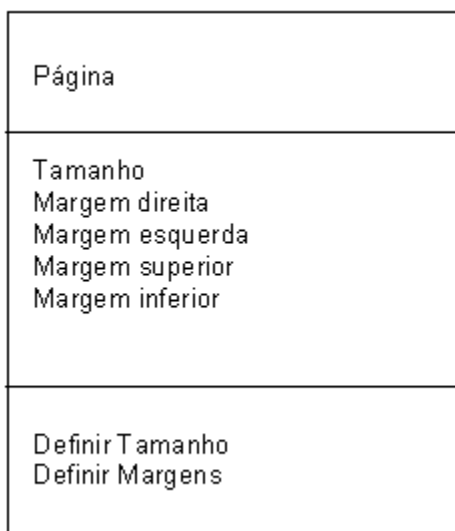 Página
Tamanho
Margem direita
Margem esquerda
Margem superior
Margem inferior
Definir Tamanho
Definir Margens